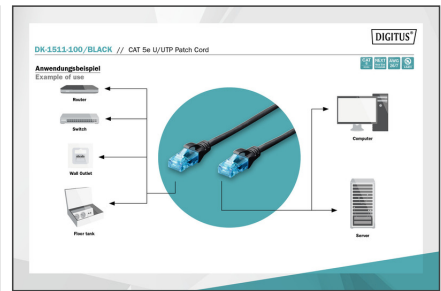 DIGITUS®
DK-1511-100/BLACK // CAT 5e U/UTP Patch Cord
Anwendungsbeispiel
Example of use
Router
Switch
Wall Outlet
Floor tank
Computer
Server